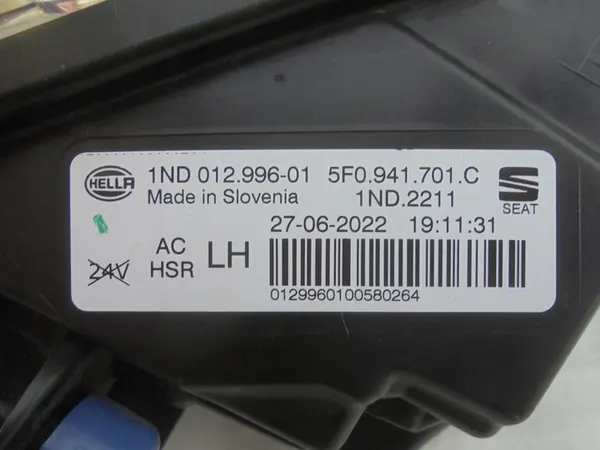 HELLA
1ND 012.996-01 5F0.941.701.C
Made in Slovenia 1ND.2211
SEAT
27-06-2022 19:11:31
AC
24V HSR LH
0129960100580264